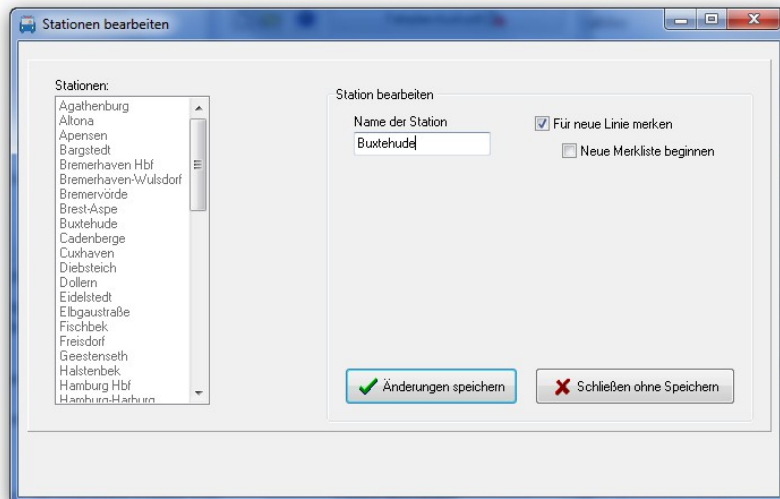 Stationen bearbeiten
Stationen:
Agathenburg
Altona
Apensen
Bargstedt
Bremerhaven Hbf
Bremerhaven-Wulsdorf
Bremervörde
Brest-Aspe
Buxtehude
Cadenberge
Cuxhaven
Diebsteich
Dollern
Eidelstedt
Elbgaustraße
Fischbek
Freisdorf
Geestenseth
Halstenbek
Hamburg Hbf
Hamburg-Harburg
Station bearbeiten
Name der Station
Buxtehude
Für neue Linie merken
Neue Merkliste beginnen
Änderungen speichern
Schließen ohne Speichern